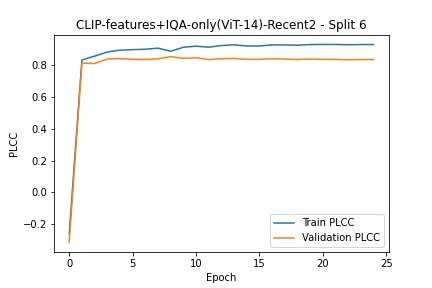 CLIP-features+IQA-only(ViT-14)-Recent2 - Split 6
PLCC
0.8
0.6
0.4
0.2
0.0
−0.2
Train PLCC
Validation PLCC
0 5 10 15 20 25
Epoch